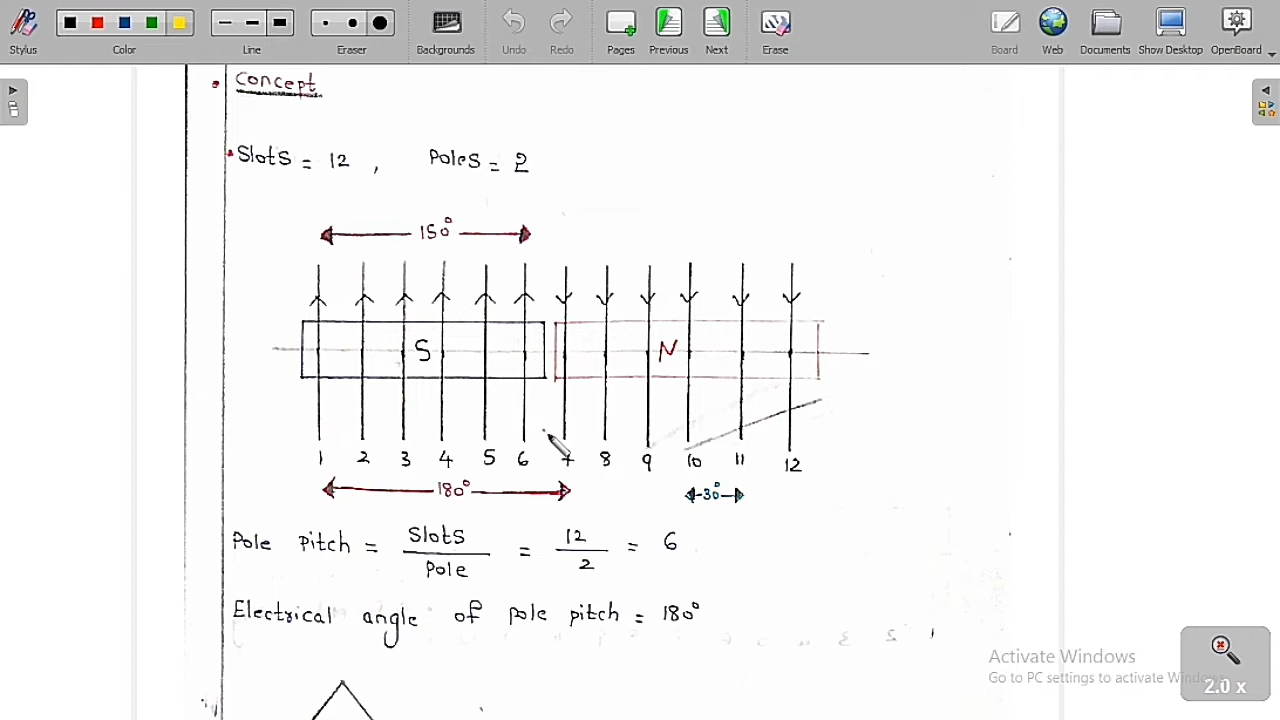 Stylus
Color
Line
Eraser
Backgrounds
Undo
Redo
Pages
Previous
Next
Erase
Board
Web
Documents
Show Desktop
OpenBoard
Concept
Slots = 12 , Poles = 2
150°
S
N
1 2 3 4 5 6 7 8 9 10 11 12
180°
30°
Pole Pitch = Slots / Pole = 12 / 2 = 6
Electrical angle of pole pitch = 180°
Activate Windows
Go to PC settings to activate Windows.
2.0 x